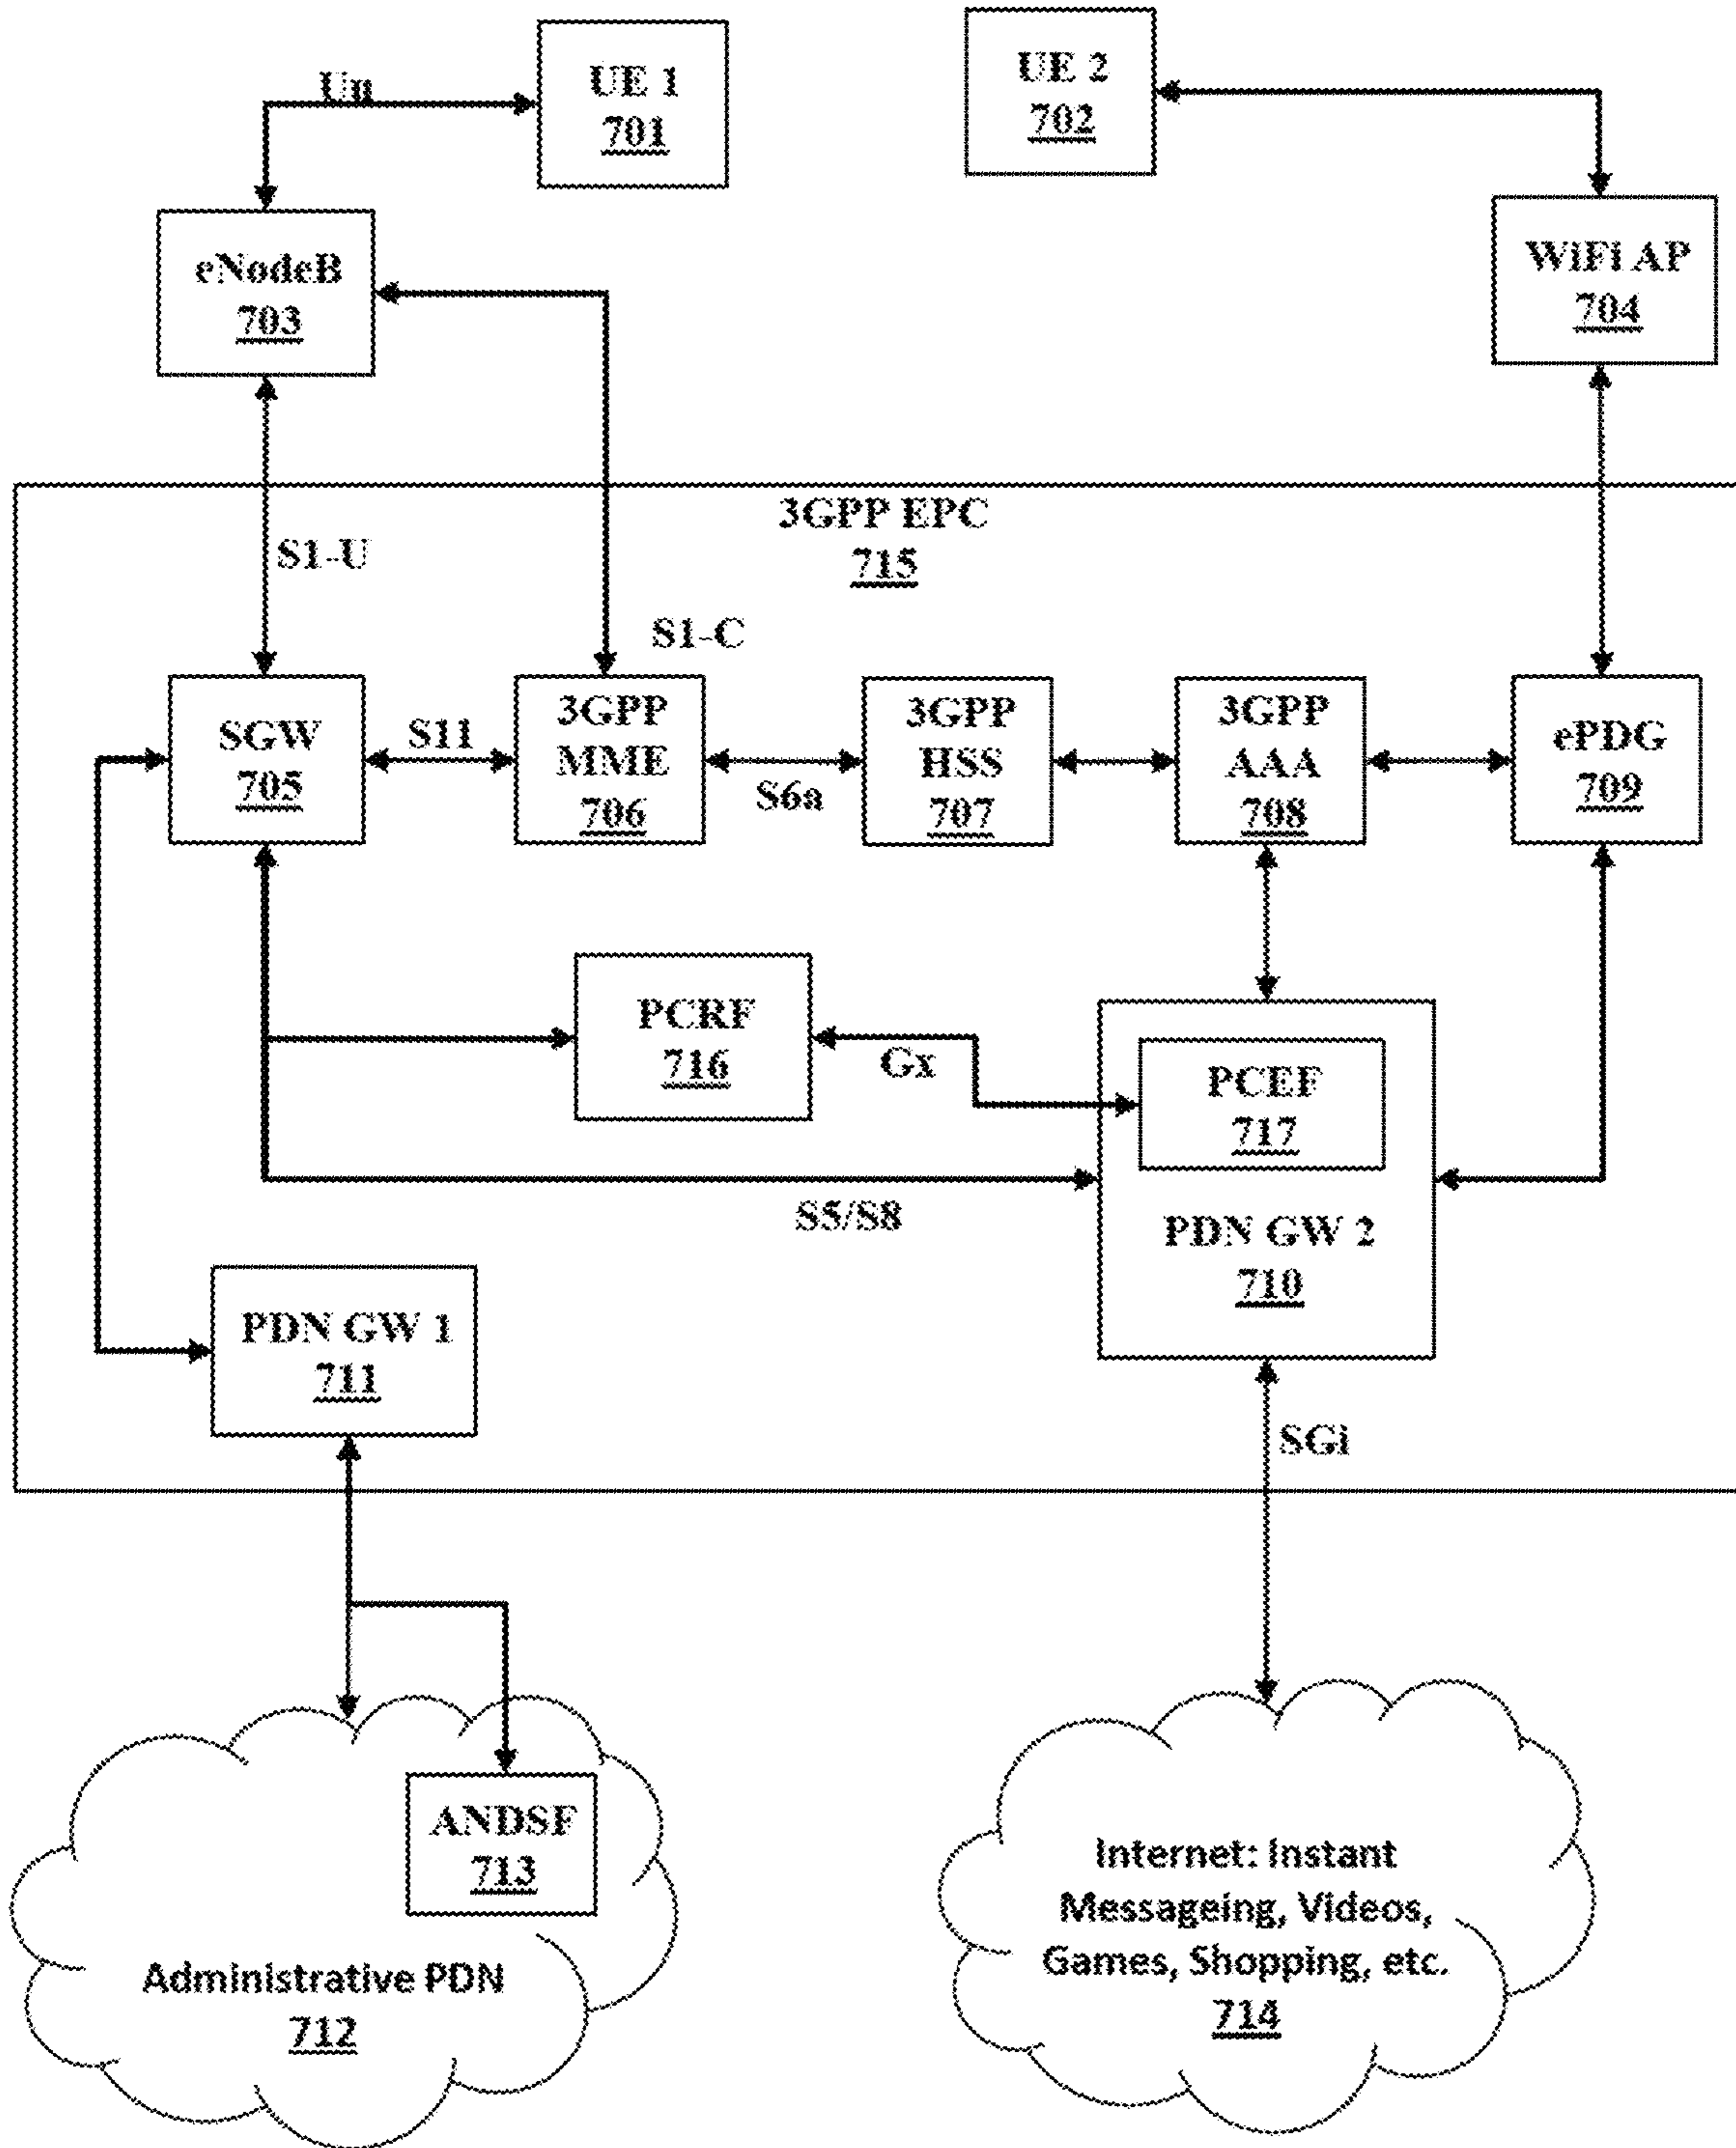 UE 1
701
UE 2
702
Uu
eNodeB
703
WiFi AP
704
3GPP EPC
715
S1-U
S1-C
SGW
705
S11
3GPP
MME
706
S6a
3GPP
HSS
707
3GPP
AAA
708
ePDG
709
PCRF
716
Gx
PCEF
717
S5/S8
PDN GW 2
710
PDN GW 1
711
SGi
ANDSF
713
Administrative PDN
712
Internet: Instant
Messageing, Videos,
Games, Shopping, etc.
714